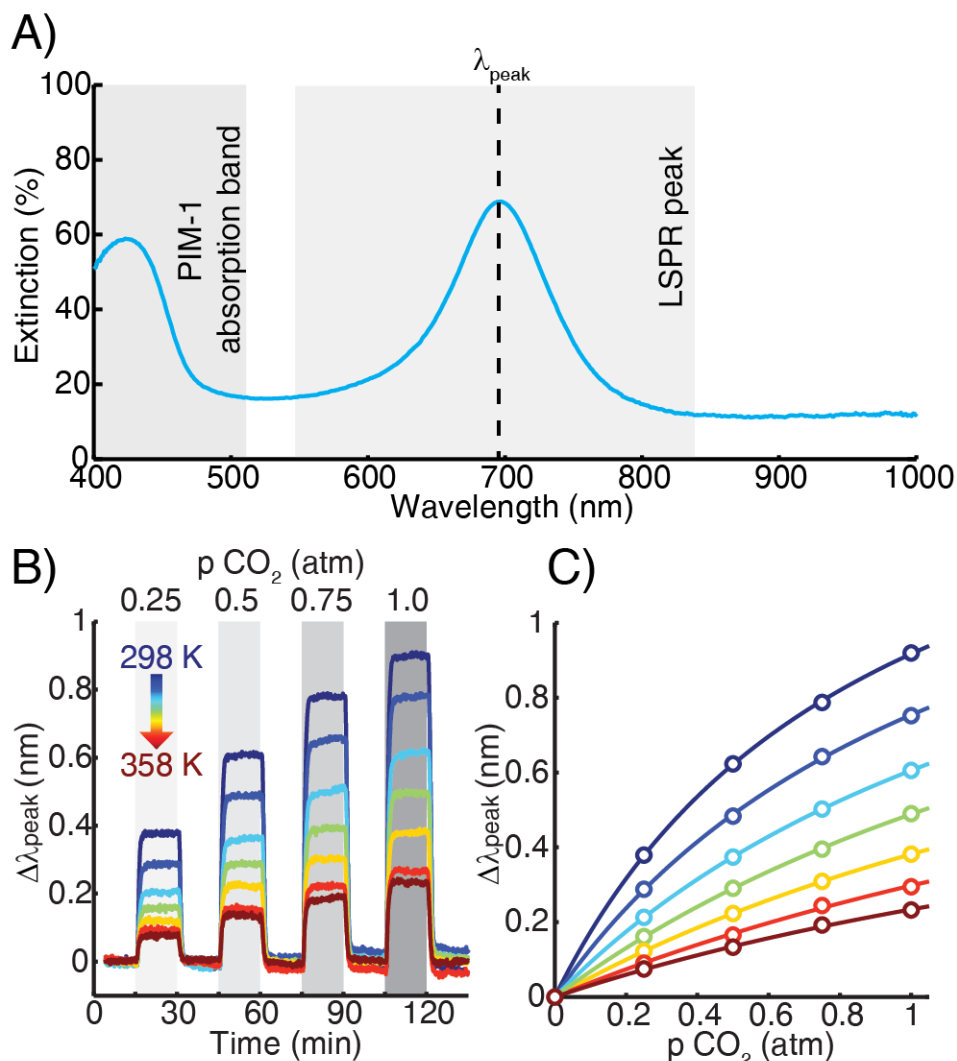 A)
λpeak
100
80
60
40
20
0
Extinction (%)
PIM-1
absorption band
LSPR peak
400 500 600 700 800 900 1000
Wavelength (nm)
B)
p CO₂ (atm)
0.25 0.5 0.75 1.0
1
0.8
0.6
0.4
0.2
0
Δλpeak (nm)
298 K
358 K
0 30 60 90 120
Time (min)
C)
1
0.8
0.6
0.4
0.2
0
Δλpeak (nm)
0 0.2 0.4 0.6 0.8 1
p CO₂ (atm)